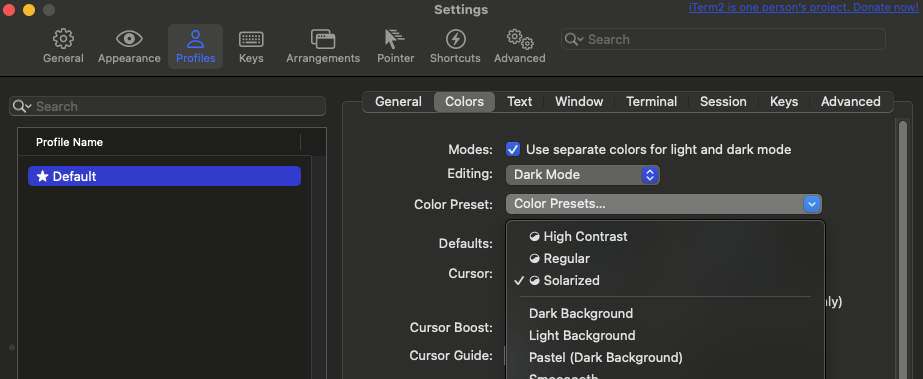 Settings
iTerm2 is one person's project. Donate now!
General Appearance Profiles Keys Arrangements Pointer Shortcuts Advanced
Search
Search
Profile Name
★ Default
General Colors Text Window Terminal Session Keys Advanced
Modes: Use separate colors for light and dark mode
Editing: Dark Mode
Color Preset: Color Presets...
High Contrast
Defaults:
Regular
Cursor:
✓ Solarized
nly)
Dark Background
Cursor Boost:
Light Background
Cursor Guide:
Pastel (Dark Background)
Smooooooth